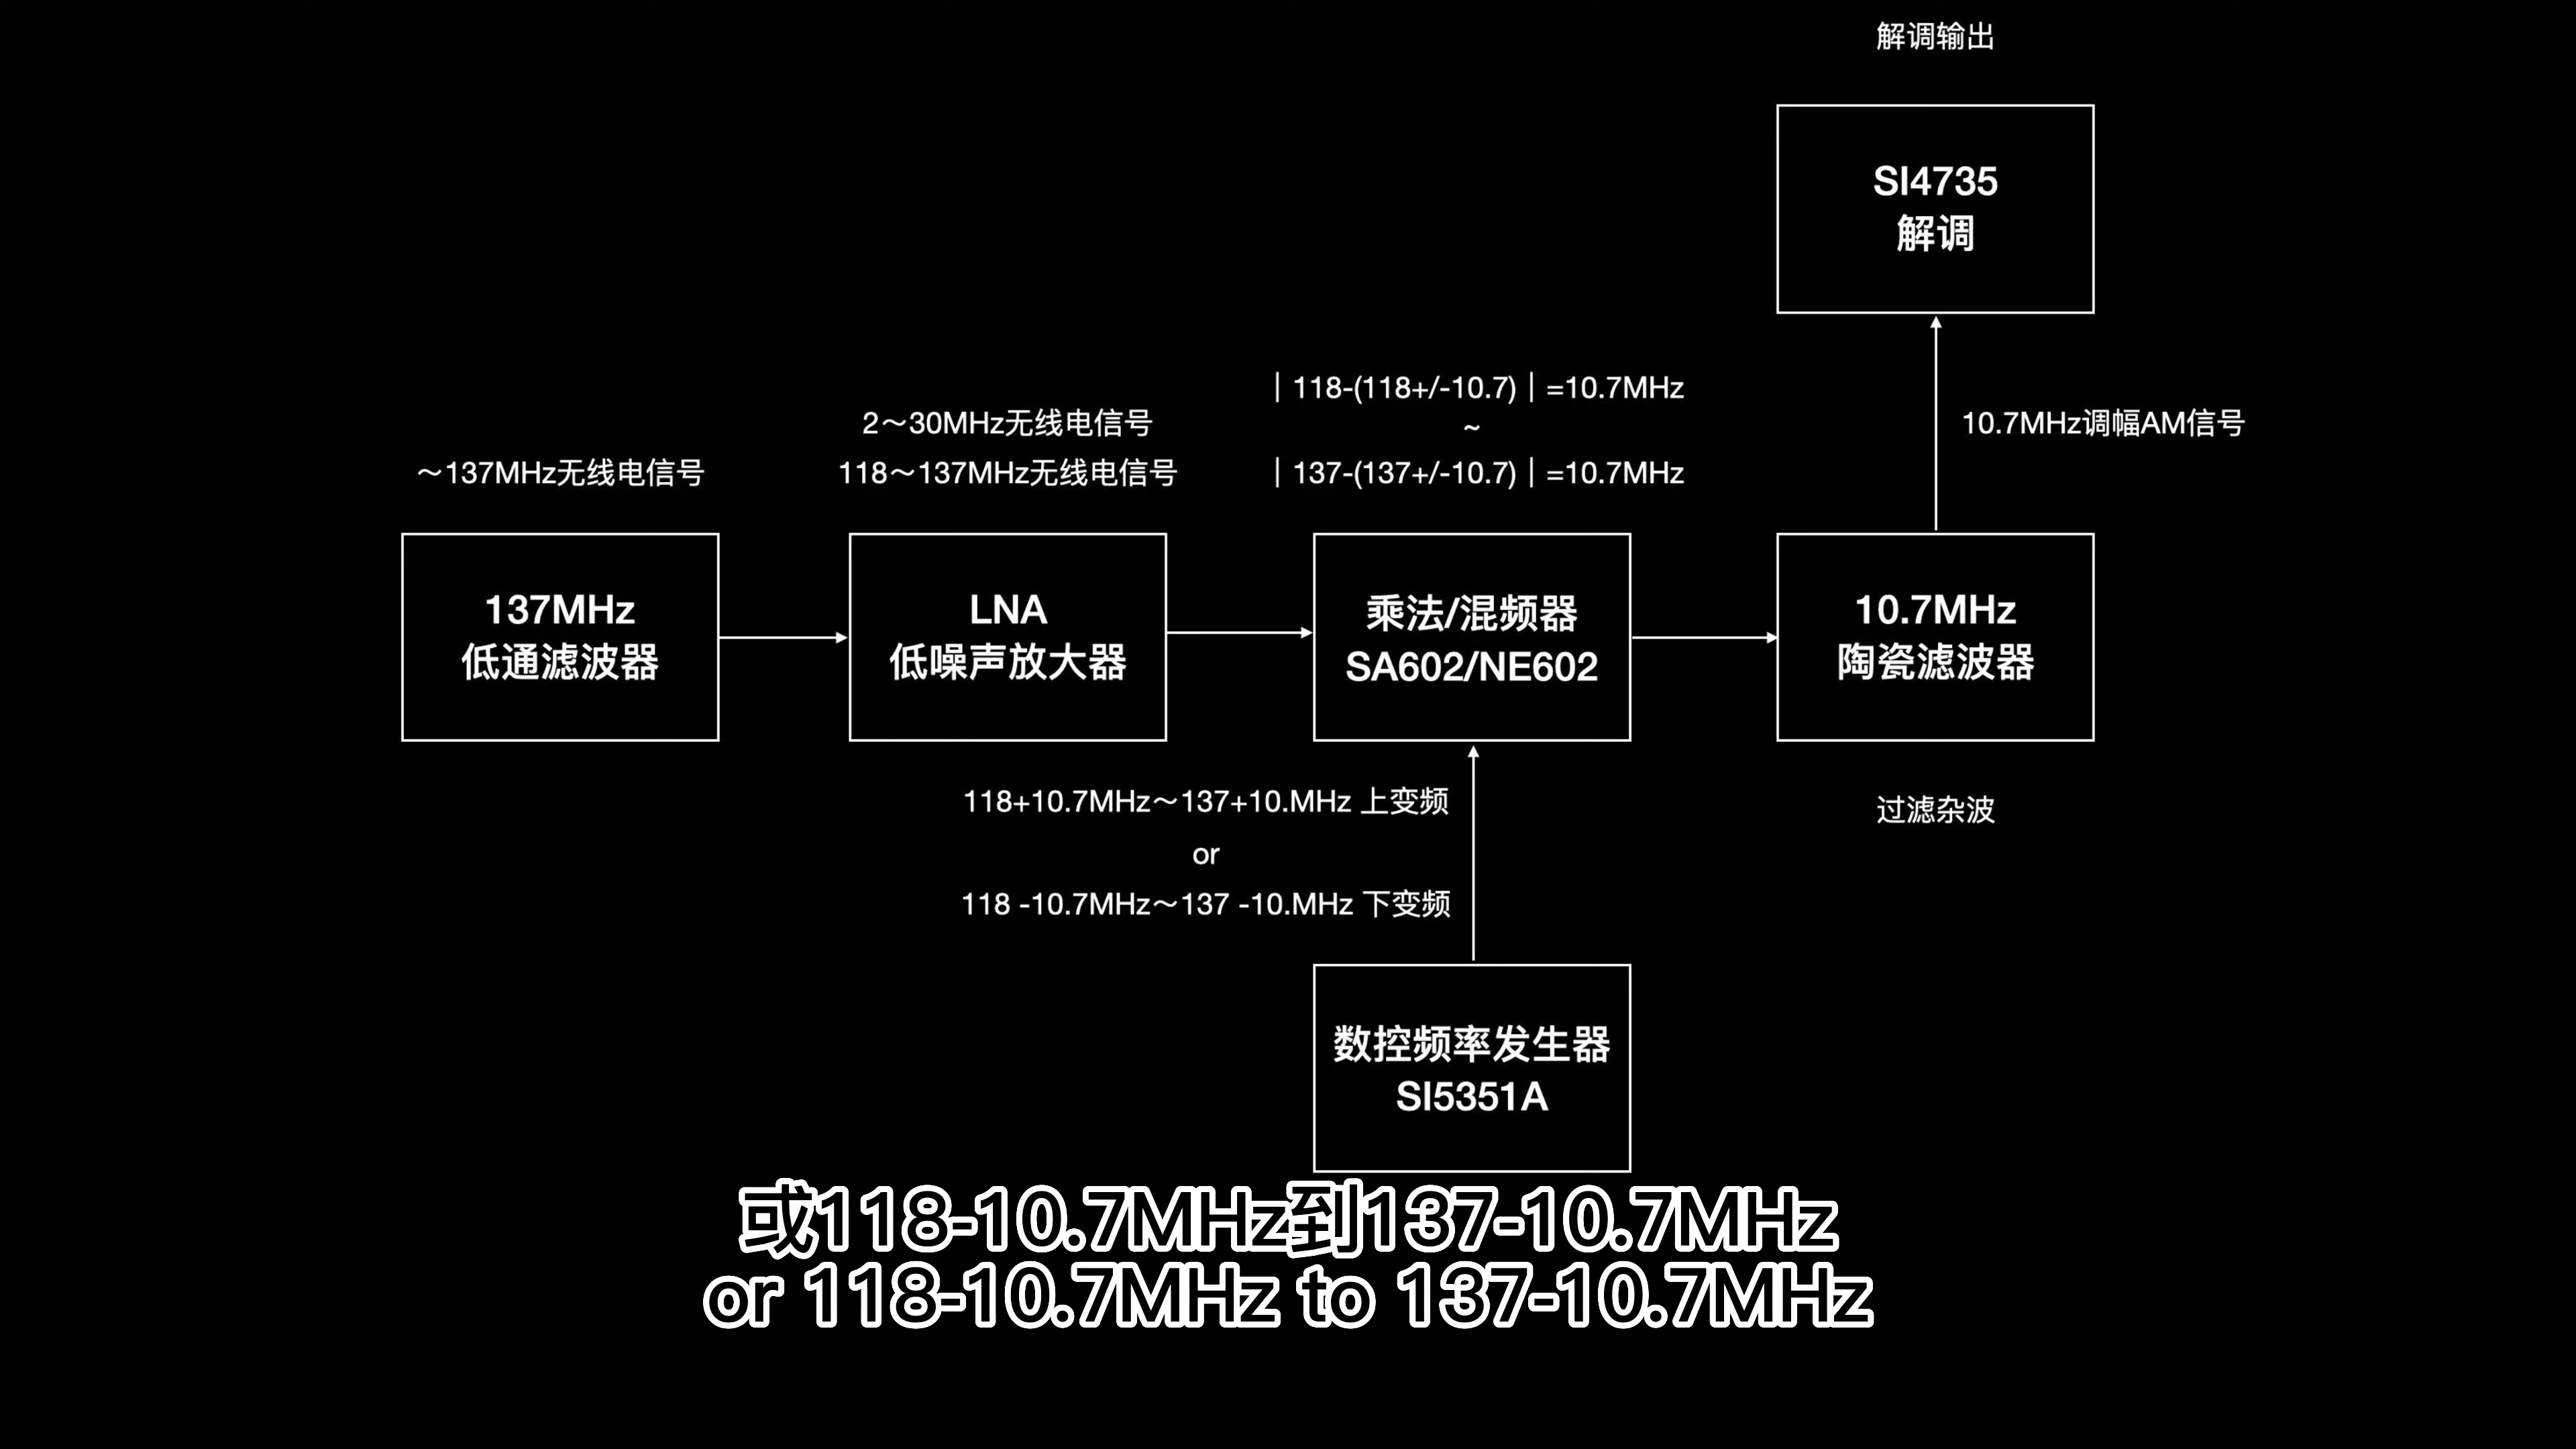 解调输出
SI4735
解调
｜118-(118+/-10.7)｜=10.7MHz
~
｜137-(137+/-10.7)｜=10.7MHz
2～30MHz无线电信号
118～137MHz无线电信号
～137MHz无线电信号
10.7MHz调幅AM信号
137MHz
低通滤波器
LNA
低噪声放大器
乘法/混频器
SA602/NE602
10.7MHz
陶瓷滤波器
118+10.7MHz～137+10.MHz 上变频
or
118 -10.7MHz～137 -10.MHz 下变频
过滤杂波
数控频率发生器
SI5351A
或118-10.7MHz到137-10.7MHz
or 118-10.7MHz to 137-10.7MHz